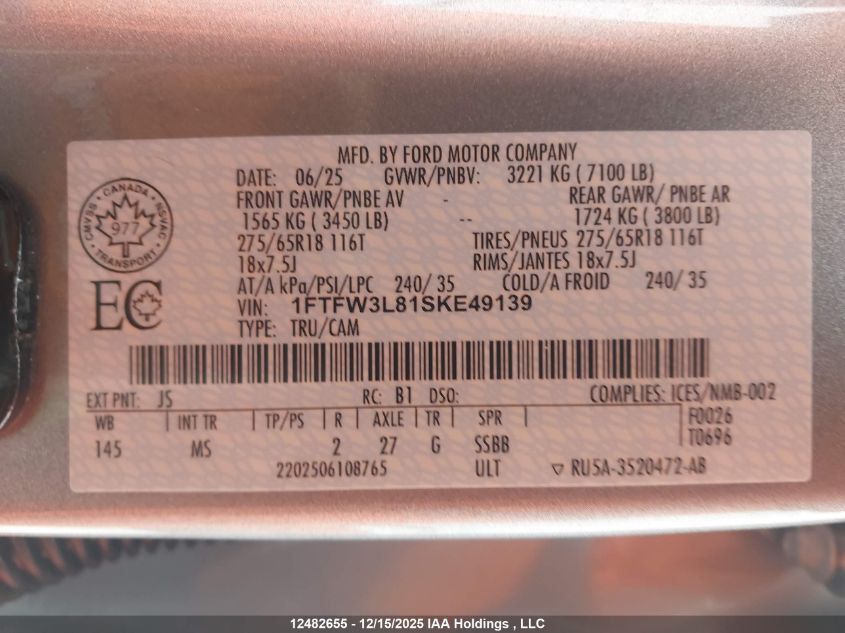 MFD. BY FORD MOTOR COMPANY
DATE: 06/25 GVWR/PNBV: 3221 KG ( 7100 LB)
FRONT GAWR/PNBE AV - REAR GAWR/ PNBE AR
1565 KG ( 3450 LB) -- 1724 KG ( 3800 LB)
275/65R18 116T TIRES/PNEUS 275/65R18 116T
18x7.5J RIMS/JANTES 18x7.5J
AT/A kPa/PSI/LPC 240/ 35 COLD/A FROID 240/ 35
VIN: 1FTFW3L81SKE49139
TYPE: TRU/CAM
CANADA
CMVSS NSVAC
977
TRANSPORT
EC
EXT PNT: JS RC: B1 DSO: COMPLIES: ICES/NMB-002
WB INT TR TP/PS R AXLE TR SPR F0026
145 MS 2 27 G SSBB T0696
2202506108765 ULT RU5A-3520472-AB
12482655 - 12/15/2025 IAA Holdings , LLC